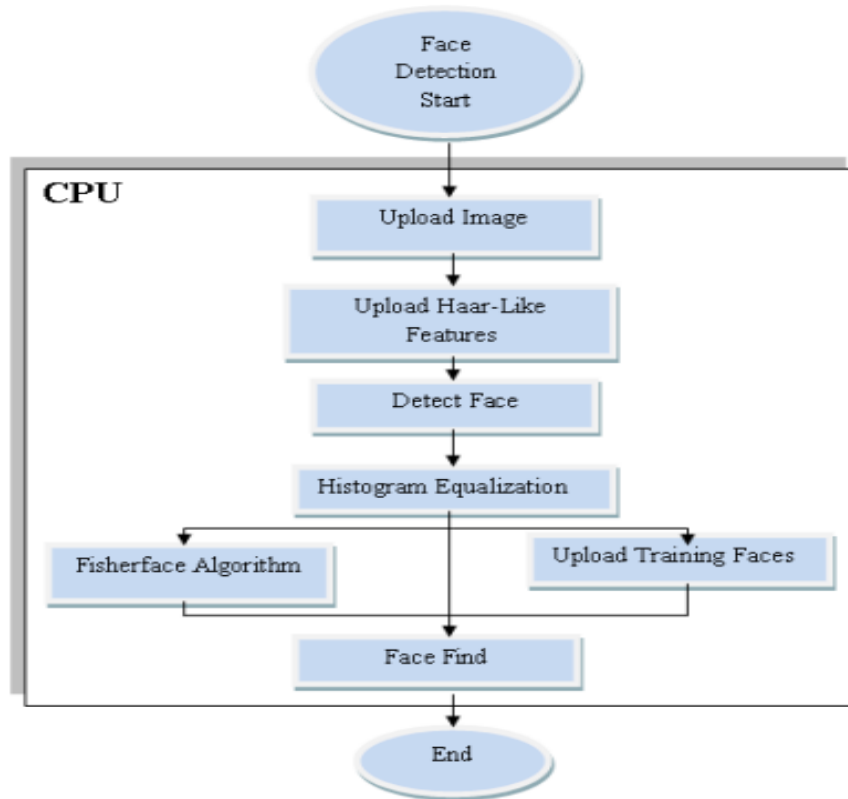 Face
Detection
Start
CPU
Upload Image
Upload Haar-Like
Features
Detect Face
Histogram Equalization
Fisherface Algorithm
Upload Training Faces
Face Find
End